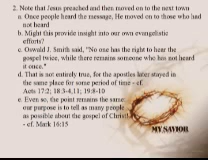 2. Note that Jesus preached and then moved on to the next town
a. Once people heard the message, He moved on to those who had
not heard
b. Might this provide insight into our own evangelistic
efforts?
c. Oswald J. Smith said, "No one has the right to hear the
gospel twice, while there remains someone who has not heard
it once."
d. That is not entirely true, for the apostles later stayed in
the same place for some period of time - cf.
Acts 17:2; 18:3-4,11; 19:8-10
e. Even so, the point remains the same:
our purpose is to tell as many people
as possible about the gospel of Christ!
- cf. Mark 16:15
MY SAVIOR